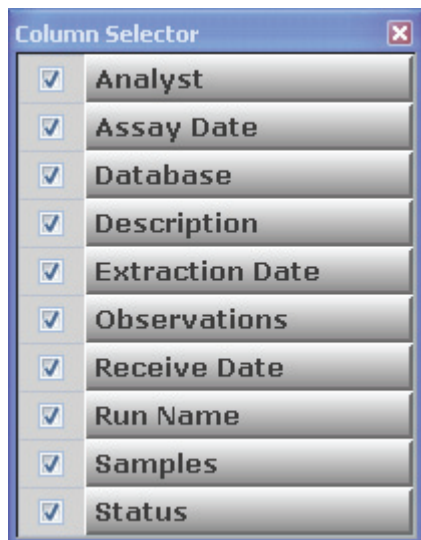 Column Selector
Analyst
Assay Date
Database
Description
Extraction Date
Observations
Receive Date
Run Name
Samples
Status